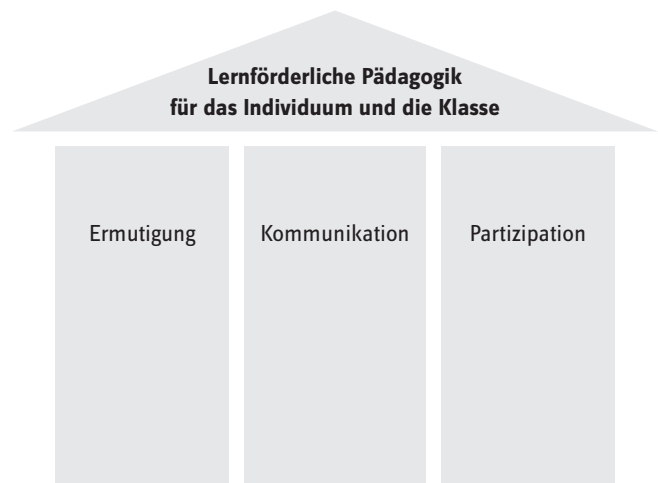 Lernförderliche Pädagogik
für das Individuum und die Klasse
Ermutigung
Kommunikation
Partizipation